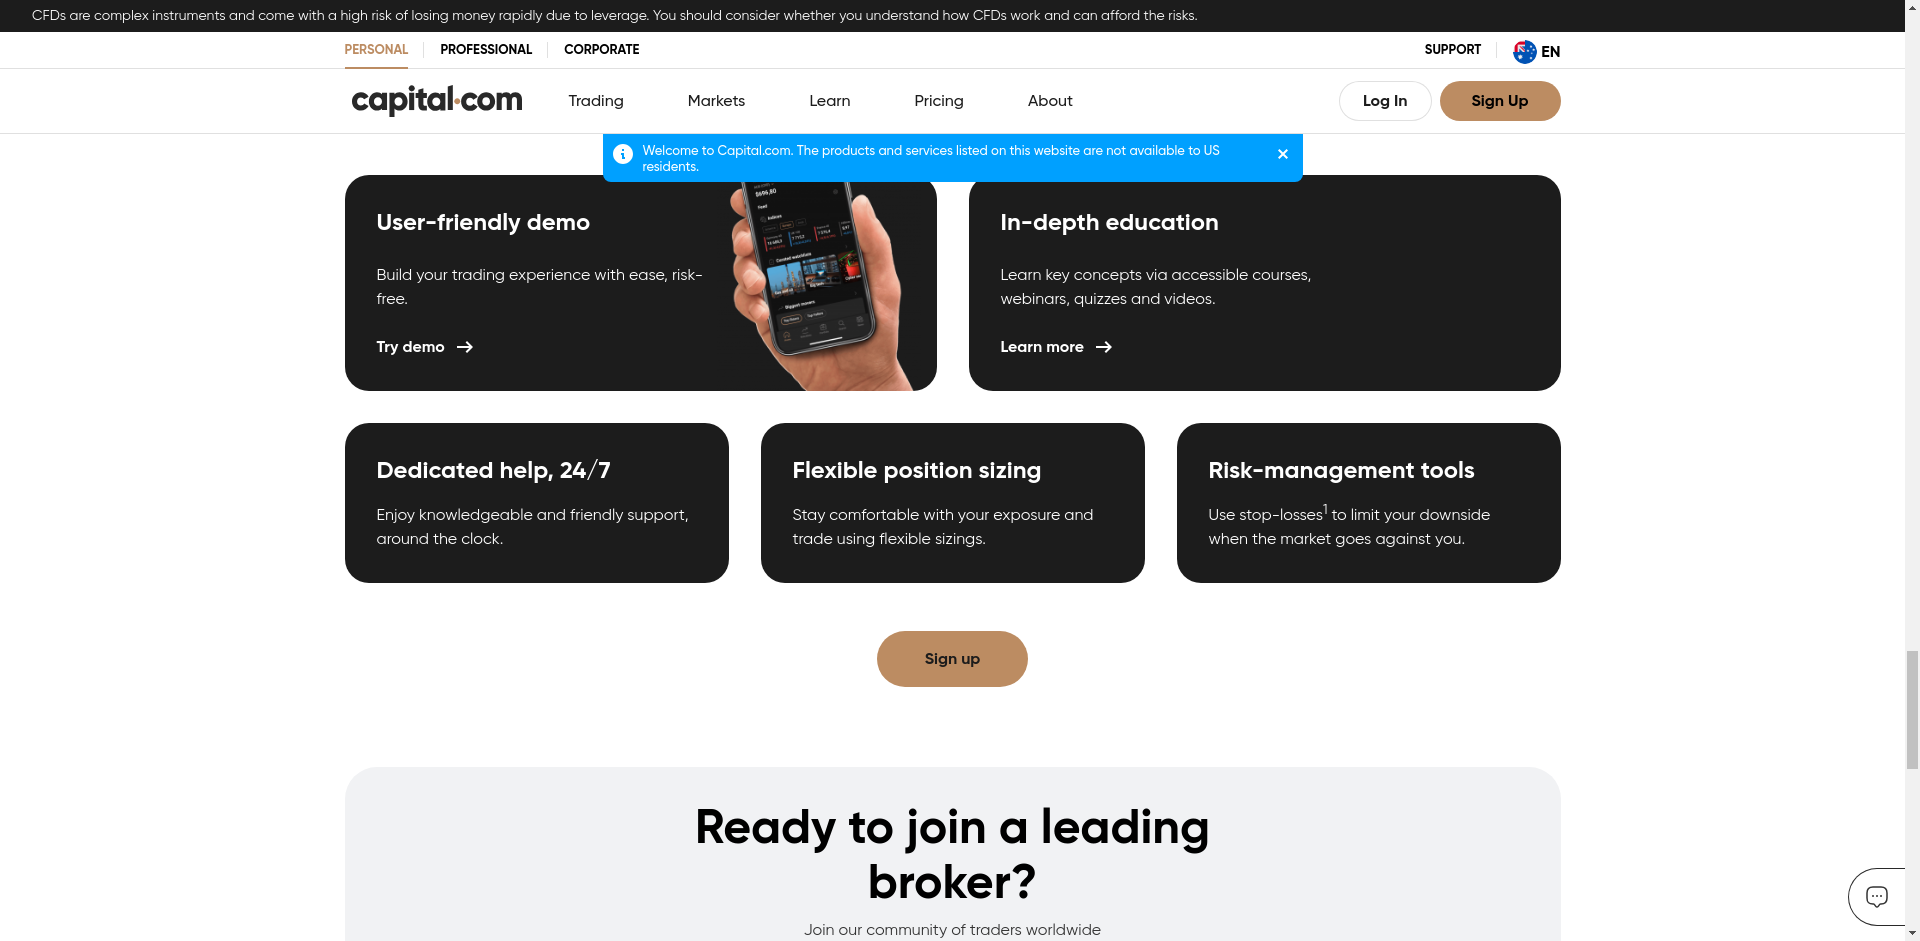 CFDs are complex instruments and come with a high risk of losing money rapidly due to leverage. You should consider whether you understand how CFDs work and can afford the risks.
PERSONAL
PROFESSIONAL
CORPORATE
SUPPORT
EN
capital.com
Trading
Markets
Learn
Pricing
About
Log In
Sign Up
Welcome to Capital.com. The products and services listed on this website are not available to US
residents.
User-friendly demo
Build your trading experience with ease, risk-
free.
Try demo
In-depth education
Learn key concepts via accessible courses,
webinars, quizzes and videos.
Learn more
Dedicated help, 24/7
Enjoy knowledgeable and friendly support,
around the clock.
Flexible position sizing
Stay comfortable with your exposure and
trade using flexible sizings.
Risk-management tools
Use stop-losses¹ to limit your downside
when the market goes against you.
Sign up
Ready to join a leading
broker?
Join our community of traders worldwide